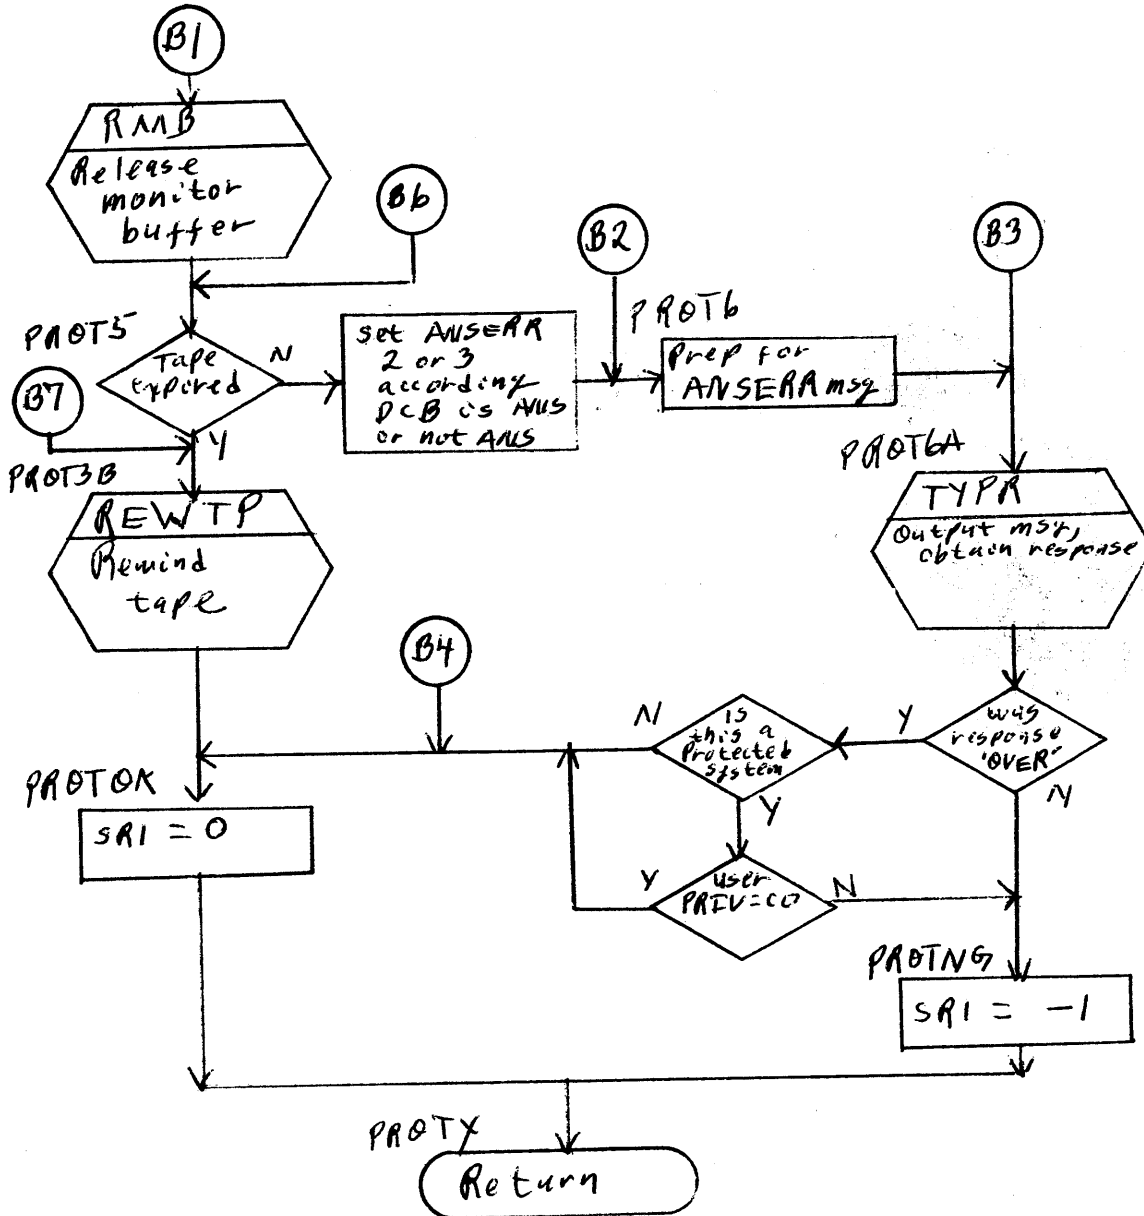 B1
RMB
Release
monitor
buffer
B6
B2
B3
PROT5
Tape
expired
N
Y
B7
PROT3B
set ANSERR
2 or 3
according
DCB is ANS
or not ANS
PROT6
Prep for
ANSERR msg
PROT6A
TYPR
Output msg,
obtain response
REWTP
Rewind
tape
B4
N
is
this a
Protected
system
Y
Y
was
response
'OVER'
N
PROTOK
SR1 = 0
Y
user
PRIV=C0
N
PROTNG
SR1 = -1
PROTX
Return